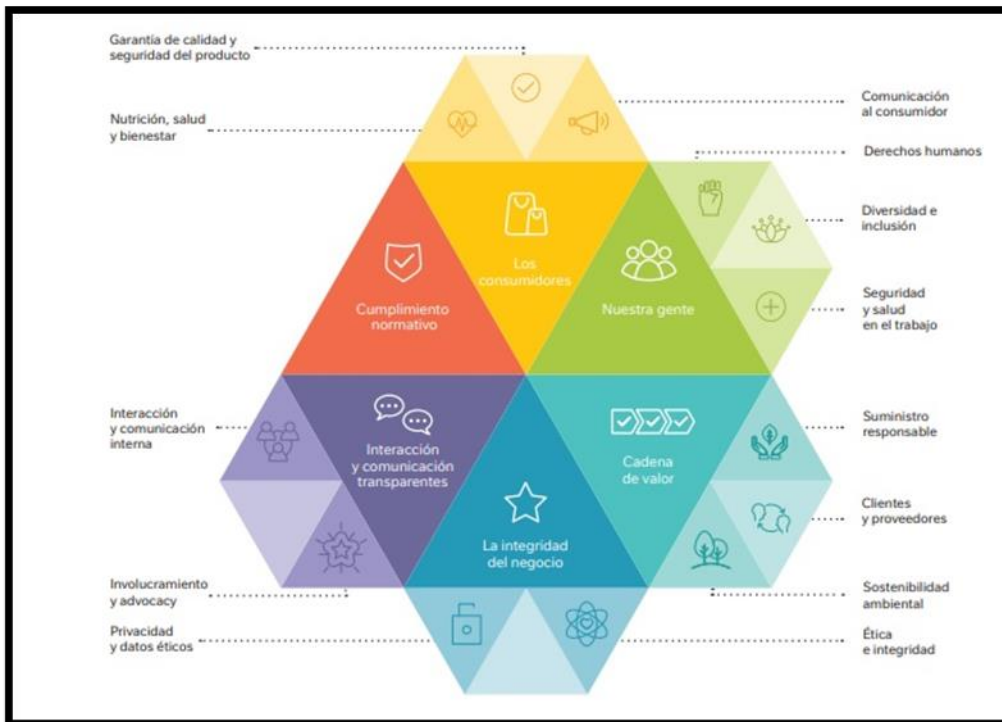 Garantía de calidad y
seguridad del producto
Nutrición, salud
y bienestar
Comunicación
al consumidor
Derechos humanos
Diversidad e
inclusión
Seguridad
y salud
en el trabajo
Los
consumidores
Cumplimiento
normativo
Nuestra gente
Interacción
y comunicación
interna
Interacción
y comunicación
transparentes
Cadena
de valor
La integridad
del negocio
Suministro
responsable
Clientes
y proveedores
Involucramiento
y advocacy
Privacidad
y datos éticos
Sostenibilidad
ambiental
Ética
e integridad